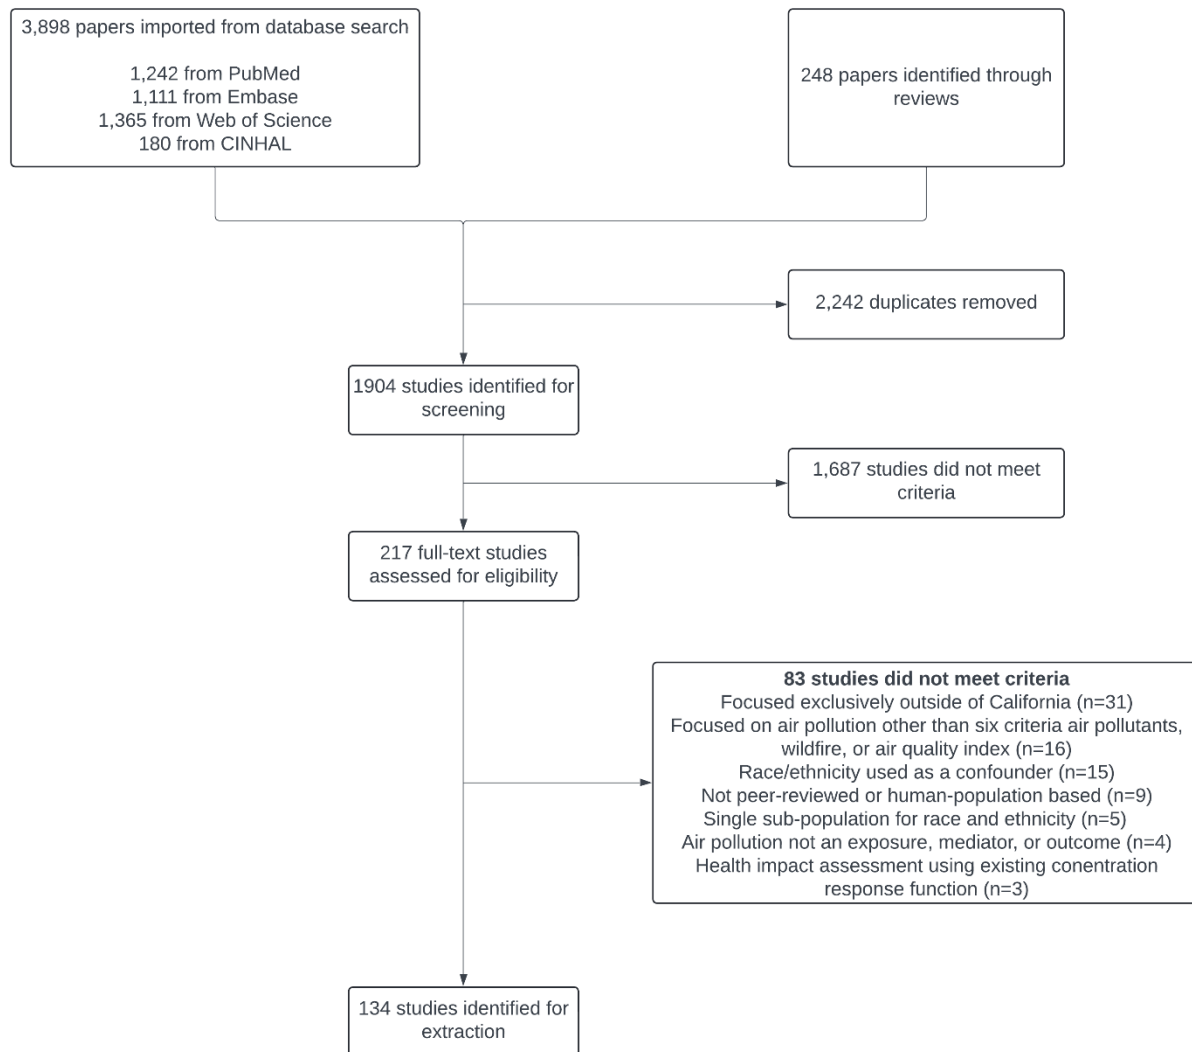 3,898 papers imported from database search
1,242 from PubMed
1,111 from Embase
1,365 from Web of Science
180 from CINHAL
248 papers identified through
reviews
2,242 duplicates removed
1904 studies identified for
screening
1,687 studies did not meet
criteria
217 full-text studies
assessed for eligibility
83 studies did not meet criteria
Focused exclusively outside of California (n=31)
Focused on air pollution other than six criteria air pollutants,
wildfire, or air quality index (n=16)
Race/ethnicity used as a confounder (n=15)
Not peer-reviewed or human-population based (n=9)
Single sub-population for race and ethnicity (n=5)
Air pollution not an exposure, mediator, or outcome (n=4)
Health impact assessment using existing conentration
response function (n=3)
134 studies identified for
extraction